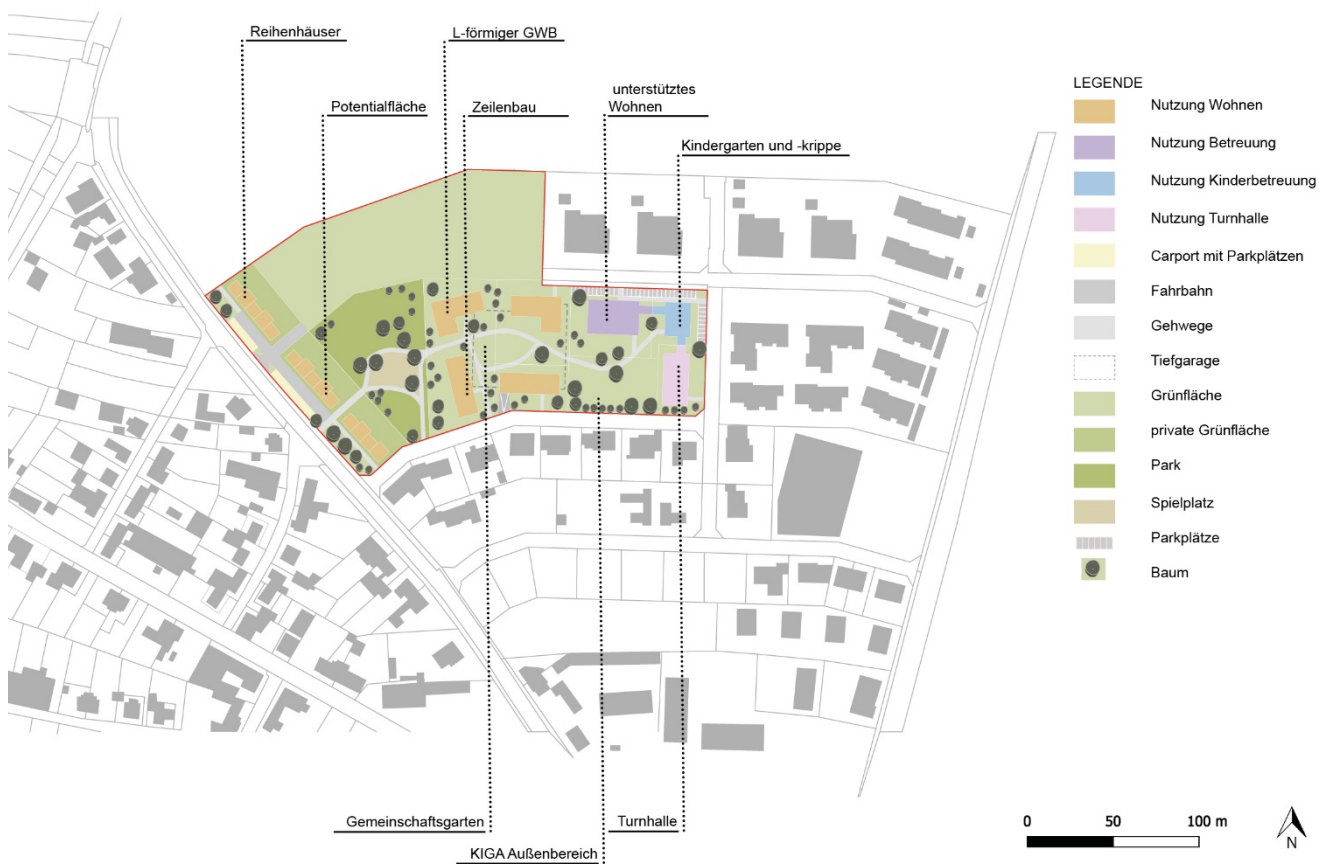 Reihenhäuser
L-förmiger GWB
Potentialfläche
Zeilenbau
unterstütztes
Wohnen
Kindergarten und -krippe
LEGENDE
Nutzung Wohnen
Nutzung Betreuung
Nutzung Kinderbetreuung
Nutzung Turnhalle
Carport mit Parkplätzen
Fahrbahn
Gehwege
Tiefgarage
Grünfläche
private Grünfläche
Park
Spielplatz
Parkplätze
Baum
Gemeinschaftsgarten
Turnhalle
KIGA Außenbereich
0 50 100 m
N